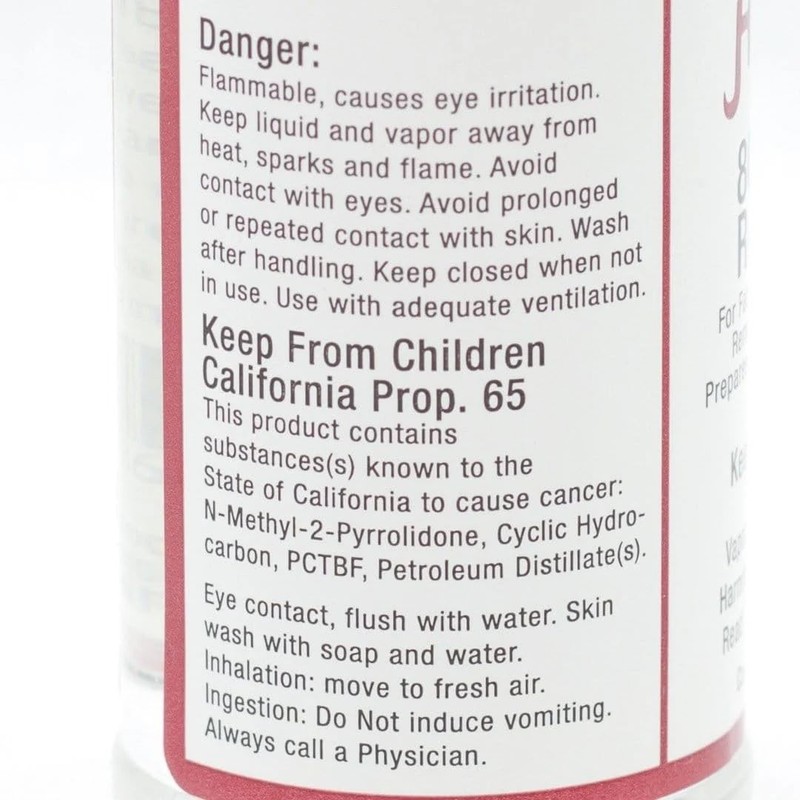 Danger:
Flammable, causes eye irritation.
Keep liquid and vapor away from
heat, sparks and flame. Avoid
contact with eyes. Avoid prolonged
or repeated contact with skin. Wash
after handling. Keep closed when not
in use. Use with adequate ventilation.
Keep From Children
California Prop. 65
This product contains
substances(s) known to the
State of California to cause cancer:
N-Methyl-2-Pyrrolidone, Cyclic Hydro-
carbon, PCTBF, Petroleum Distillate(s).
Eye contact, flush with water. Skin
wash with soap and water.
Inhalation: move to fresh air.
Ingestion: Do Not induce vomiting.
Always call a Physician.
For